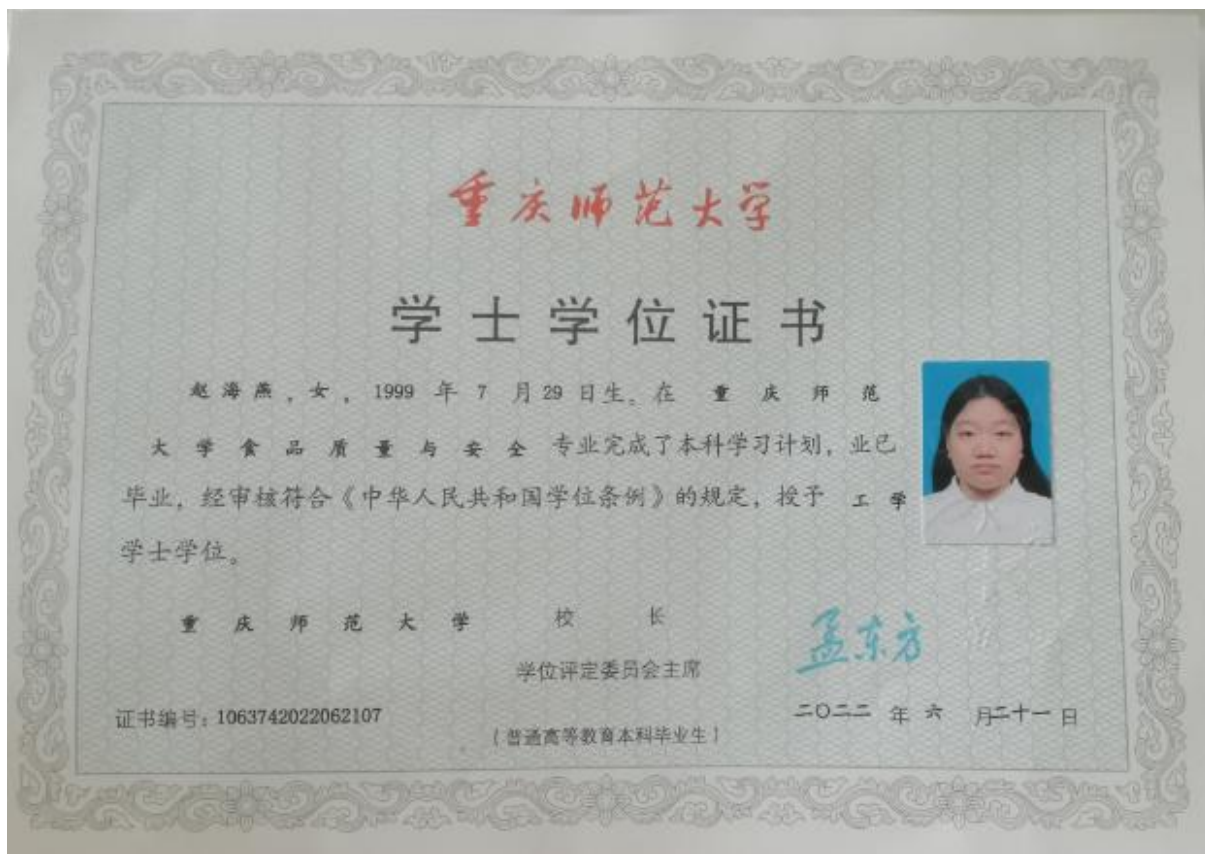 重庆师范大学
学士学位证书
赵海燕，女，1999 年 7 月 29 日生。在 重庆师范
大学食品质量与安全 专业完成了本科学习计划，业已
毕业，经审核符合《中华人民共和国学位条例》的规定，授予 工学
学士学位。
重庆师范大学 校 长 孟东方
学位评定委员会主席
证书编号：1063742022062107 二〇二二 年 六 月二十一 日
（普通高等教育本科毕业生）